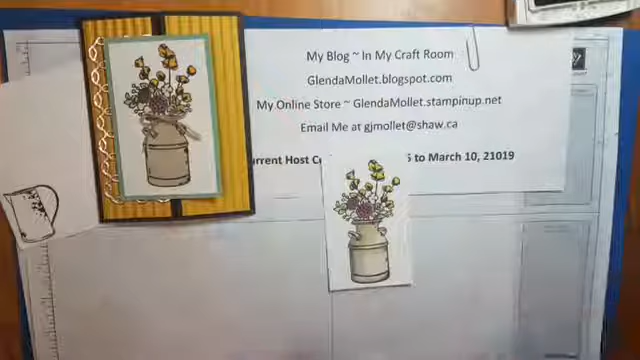 My Blog ~ In My Craft Room
GlendaMollet.blogspot.com
My Online Store ~ GlendaMollet.stampinup.net
Email Me at gjmollet@shaw.ca
urrent Host C to March 10, 21019